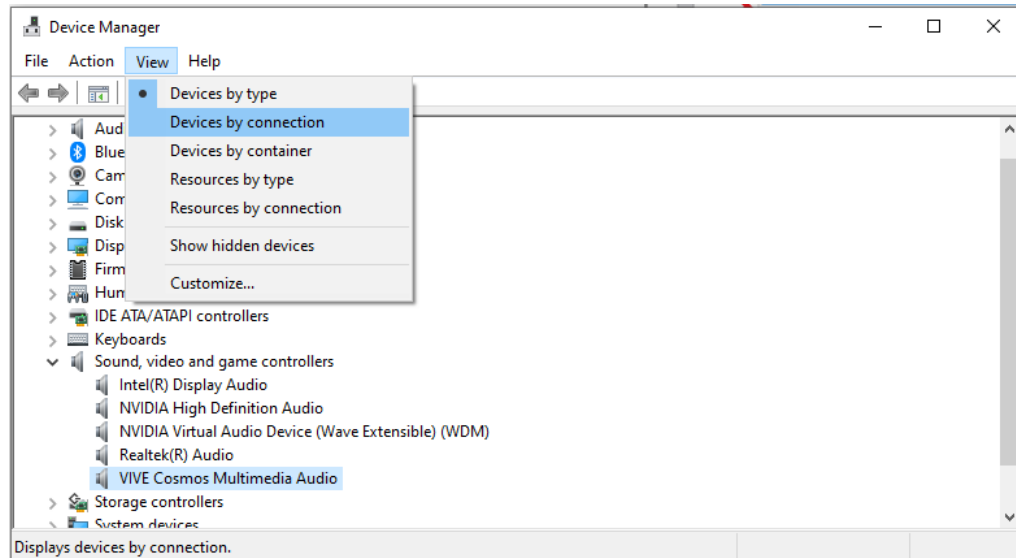 Device Manager
File Action View Help
Devices by type
Devices by connection
Devices by container
Resources by type
Resources by connection
Show hidden devices
Customize...
Aud
Blue
Cam
Com
Disk
Disp
Firm
Hum
IDE ATA/ATAPI controllers
Keyboards
Sound, video and game controllers
Intel(R) Display Audio
NVIDIA High Definition Audio
NVIDIA Virtual Audio Device (Wave Extensible) (WDM)
Realtek(R) Audio
VIVE Cosmos Multimedia Audio
Storage controllers
System devices
Displays devices by connection.